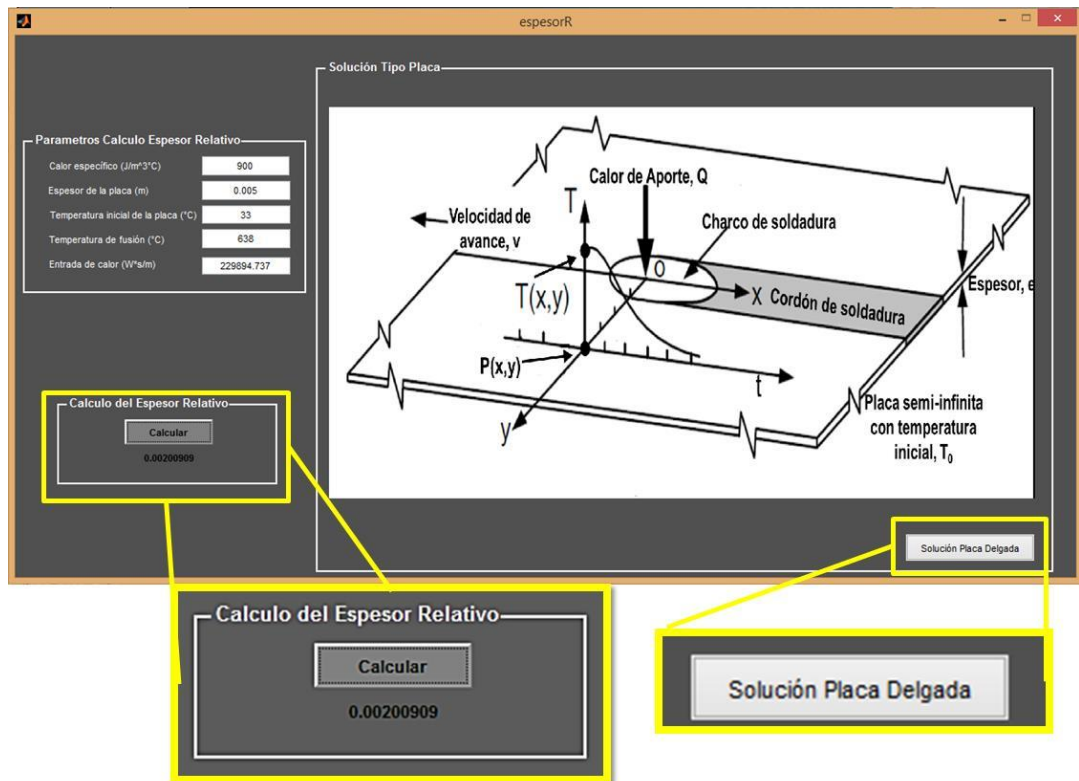 espesorR
Parametros Calculo Espesor Relativo
Calor específico (J/m^3°C)
900
Espesor de la placa (m)
0.005
Temperatura inicial de la placa (°C)
33
Temperatura de fusión (°C)
638
Entrada de calor (W*s/m)
229894.737
Calculo del Espesor Relativo
Calcular
0.00200909
Solución Tipo Placa
Calor de Aporte, Q
T
Velocidad de
avance, v
Charco de soldadura
O
T(x,y)
X
Cordón de soldadura
Espesor, e
P(x,y)
t
y
Placa semi-infinita
con temperatura
inicial, T₀
Solución Placa Delgada
Calculo del Espesor Relativo
Calcular
0.00200909
Solución Placa Delgada